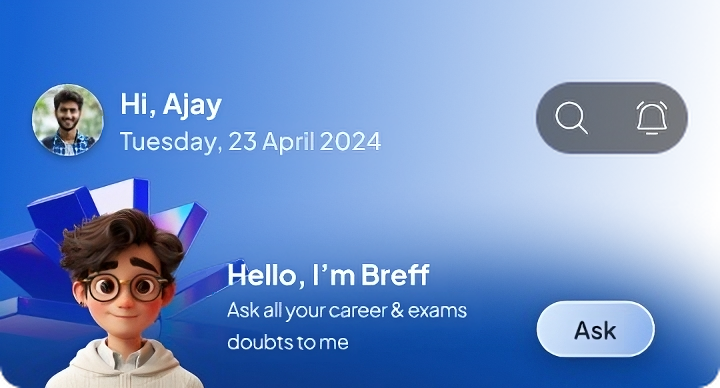 Hi, Ajay
Tuesday, 23 April 2024
Hello, I'm Breff
Ask all your career & exams
doubts to me
Ask